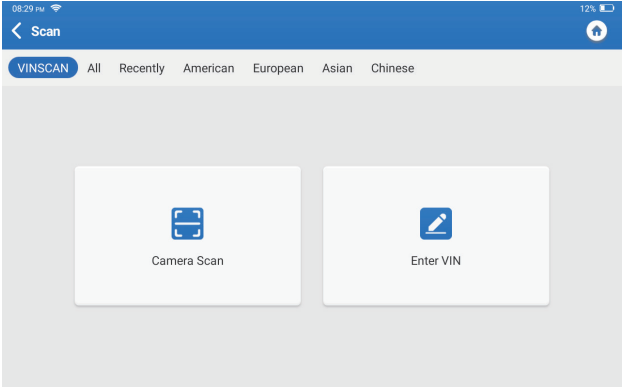 08:29 PM 12%
Scan
VINSCAN All Recently American European Asian Chinese
Camera Scan Enter VIN